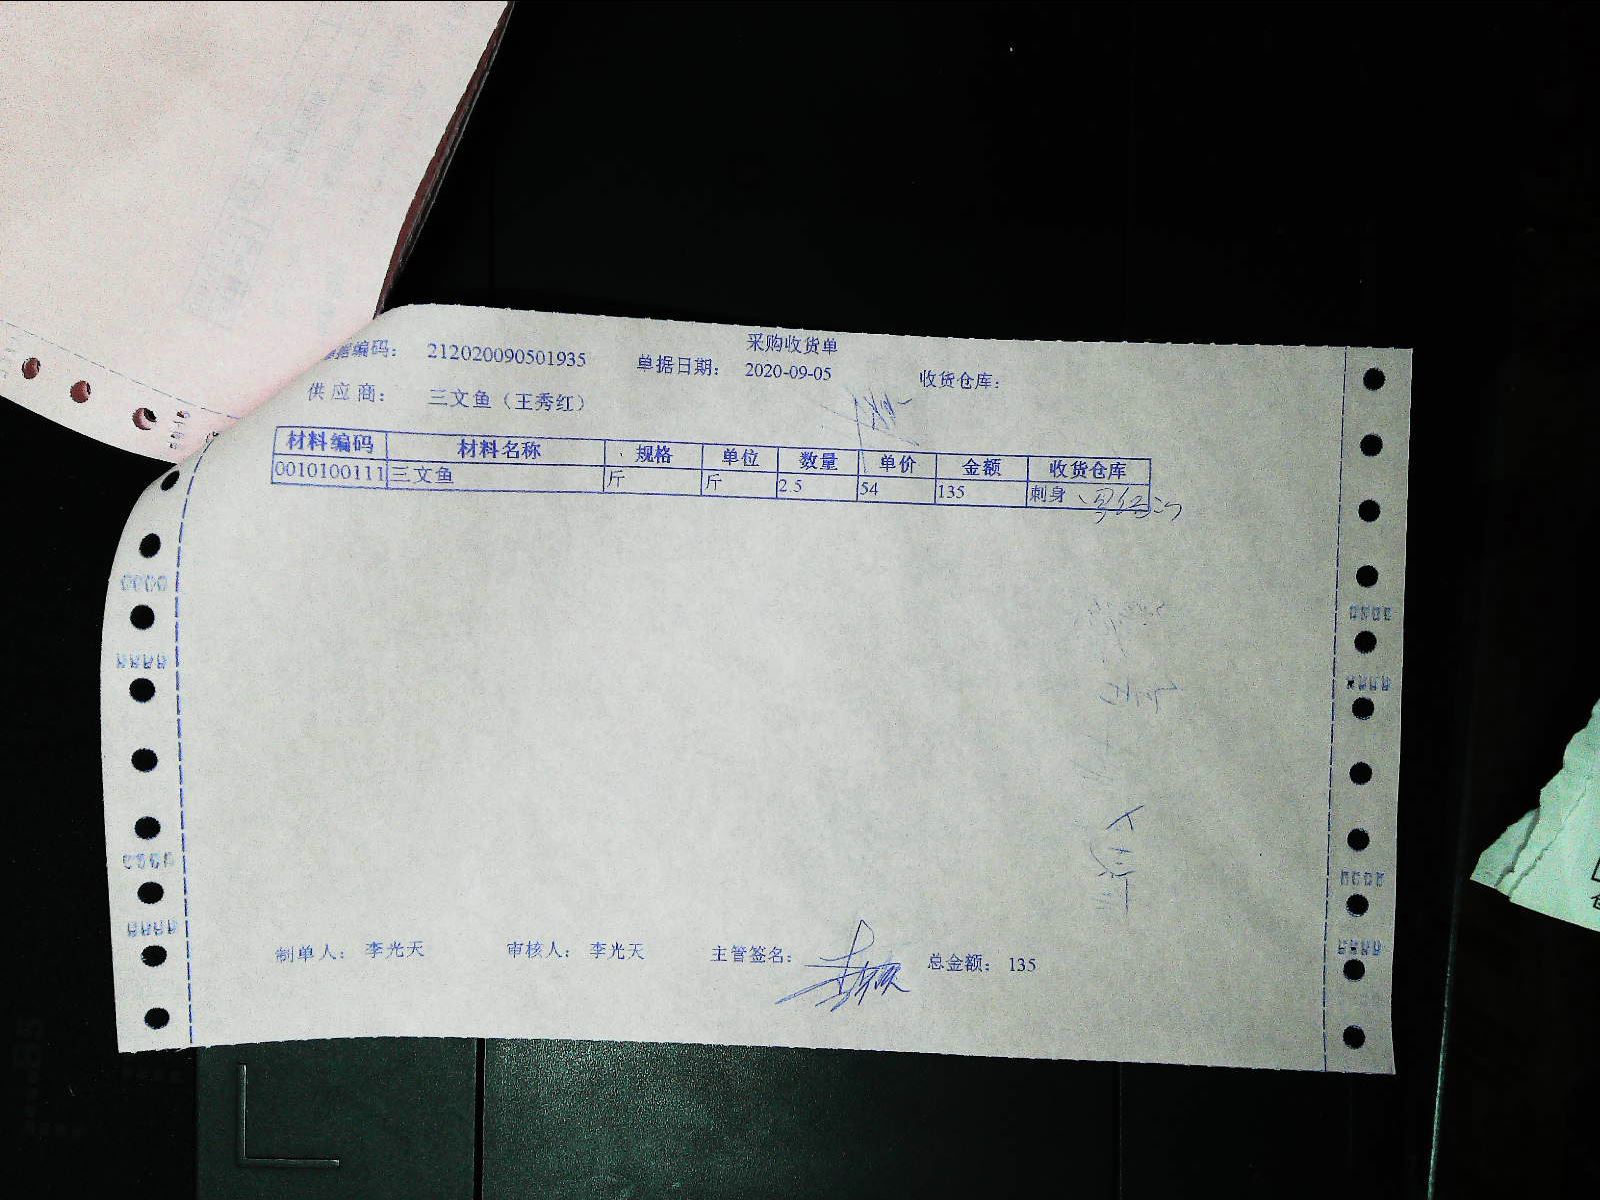 采购收货单
单据编码： 212020090501935 单据日期： 2020-09-05 收货仓库：
供应商： 三文鱼（王秀红）
材料编码 材料名称 规格 单位 数量 单价 金额 收货仓库
0010100111 三文鱼 斤 斤 2.5 54 135 刺身
制单人： 李光天 审核人： 李光天 主管签名： 总金额： 135